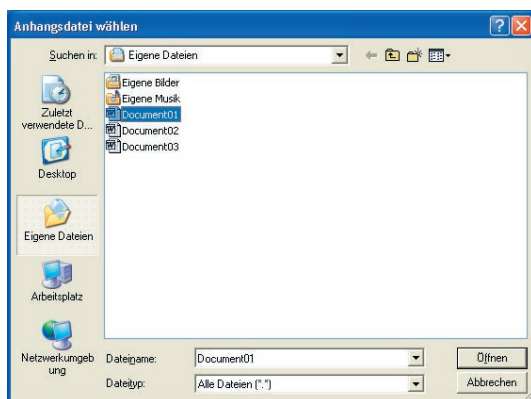 Anhangsdatei wählen
Suchen in:
Eigene Dateien
Zuletzt
verwendete D...
Desktop
Eigene Dateien
Arbeitsplatz
Netzwerkumgeb
ung
Eigene Bilder
Eigene Musik
Document01
Document02
Document03
Dateiname:
Document01
Öffnen
Dateityp:
Alle Dateien (*.*)
Abbrechen